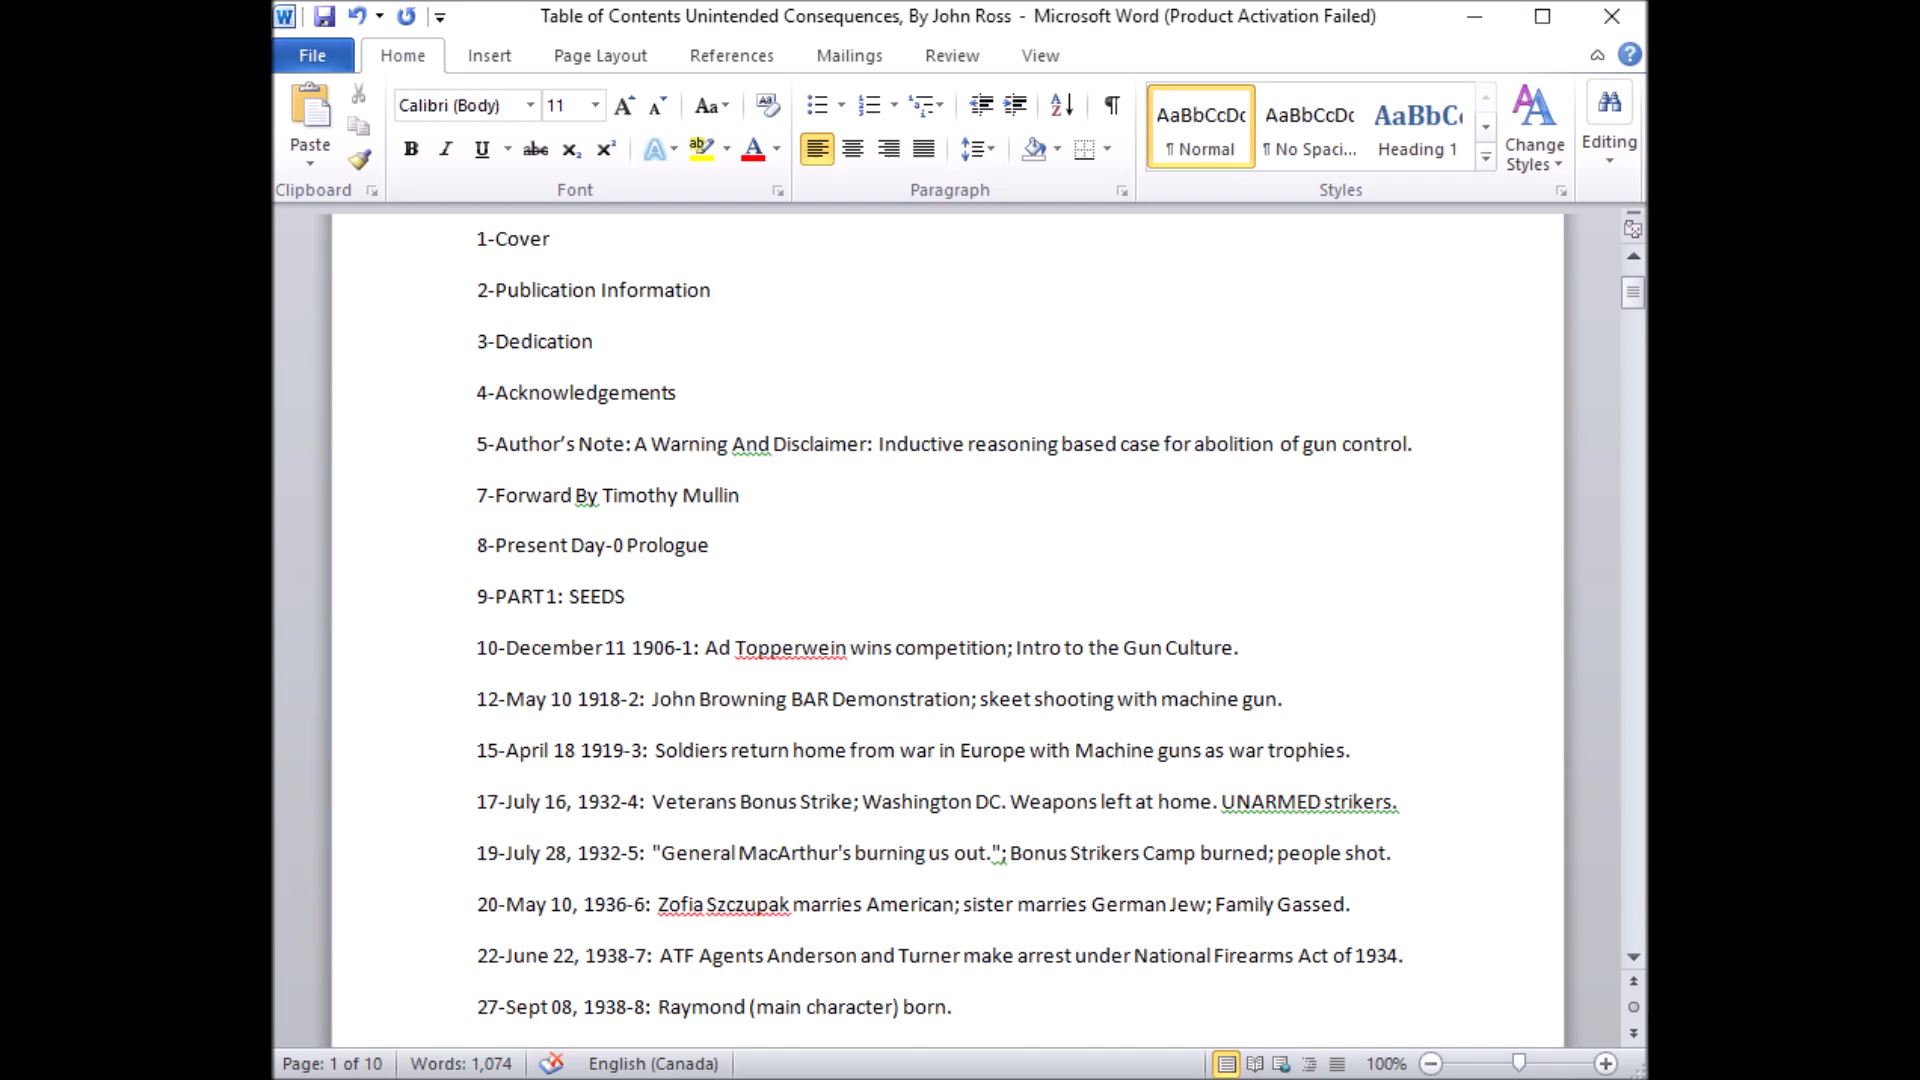 Table of Contents Unintended Consequences, By John Ross - Microsoft Word (Product Activation Failed)
File Home Insert Page Layout References Mailings Review View
Calibri (Body) 11 Aa
AaBbCcDc AaBbCcDc AaBbC
Paste
¶ Normal ¶ No Spaci... Heading 1
Change Styles
Editing
Clipboard Font Paragraph Styles
1-Cover
2-Publication Information
3-Dedication
4-Acknowledgements
5-Author’s Note: A Warning And Disclaimer: Inductive reasoning based case for abolition of gun control.
7-Forward By Timothy Mullin
8-Present Day-0 Prologue
9-PART 1: SEEDS
10-December 11 1906-1: Ad Topperwein wins competition; Intro to the Gun Culture.
12-May 10 1918-2: John Browning BAR Demonstration; skeet shooting with machine gun.
15-April 18 1919-3: Soldiers return home from war in Europe with Machine guns as war trophies.
17-July 16, 1932-4: Veterans Bonus Strike; Washington DC. Weapons left at home. UNARMED strikers.
19-July 28, 1932-5: "General MacArthur's burning us out."; Bonus Strikers Camp burned; people shot.
20-May 10, 1936-6: Zofia Szczupak marries American; sister marries German Jew; Family Gassed.
22-June 22, 1938-7: ATF Agents Anderson and Turner make arrest under National Firearms Act of 1934.
27-Sept 08, 1938-8: Raymond (main character) born.
Page: 1 of 10 Words: 1,074 English (Canada) 100%